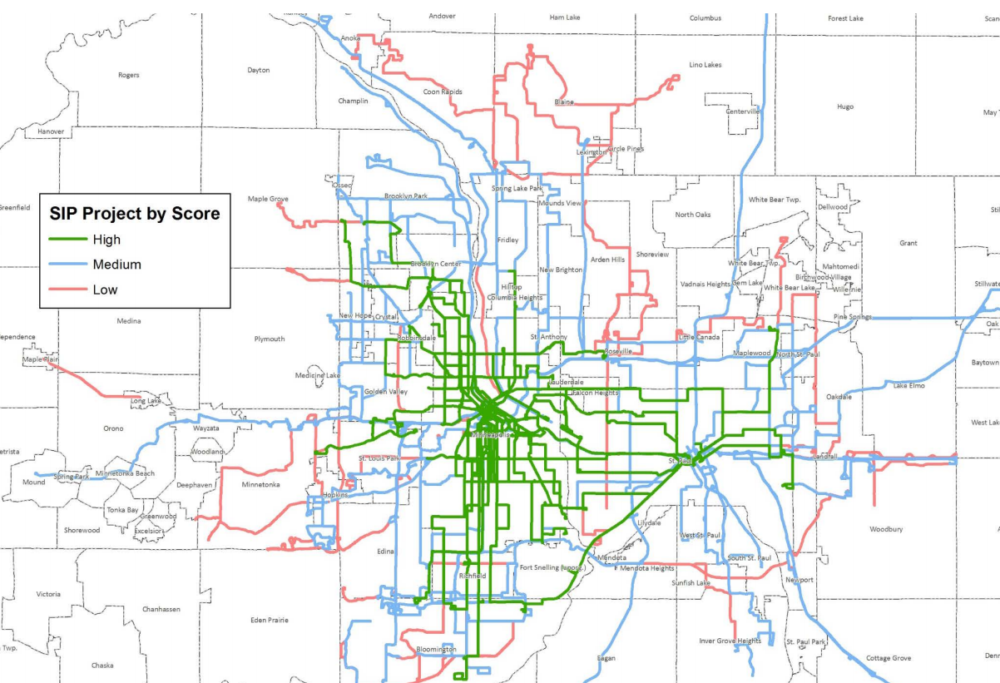 Andover
Ham Lake
Columbus
Forest Lake
Anoka
Rogers
Dayton
Lino Lakes
Coon Rapids
Champlin
Blaine
Centerville
Hugo
Hanover
Lexington
Circle Pines
Osseo
Spring Lake Park
Maple Grove
Brooklyn Park
Mounds View
White Bear Twp.
Dellwood
Greenfield
SIP Project by Score
High
Medium
Low
North Oaks
Fridley
Grant
Shoreview
Arden Hills
Brooklyn Center
New Brighton
White Bear Twp.
Mahtomedi
Birchwood Village
Hilltop
Columbia Heights
Vadnais Heights
Gem Lake
White Bear Lake
Willernie
Stillwater
Medina
New Hope
Crystal
Pine Springs
Plymouth
Robbinsdale
St. Anthony
Little Canada
Maple Plain
Roseville
Maplewood
North St. Paul
Baytown
Medicine Lake
Lauderdale
Golden Valley
Falcon Heights
Lake Elmo
Long Lake
Oakdale
Orono
Wayzata
Minneapolis
West Lak
Woodland
St. Louis Park
St. Paul
Landfall
Mound
Spring Park
Minnetonka Beach
Deephaven
Minnetonka
Hopkins
Tonka Bay
Greenwood
Excelsior
Shorewood
Lilydale
West St. Paul
Woodbury
Edina
Mendota
South St. Paul
Fort Snelling (unorg.)
Mendota Heights
Richfield
Sunfish Lake
Newport
Victoria
Chanhassen
Eden Prairie
Inver Grove Heights
St. Paul Park
Twp.
Bloomington
Chaska
Eagan
Cottage Grove
Denn